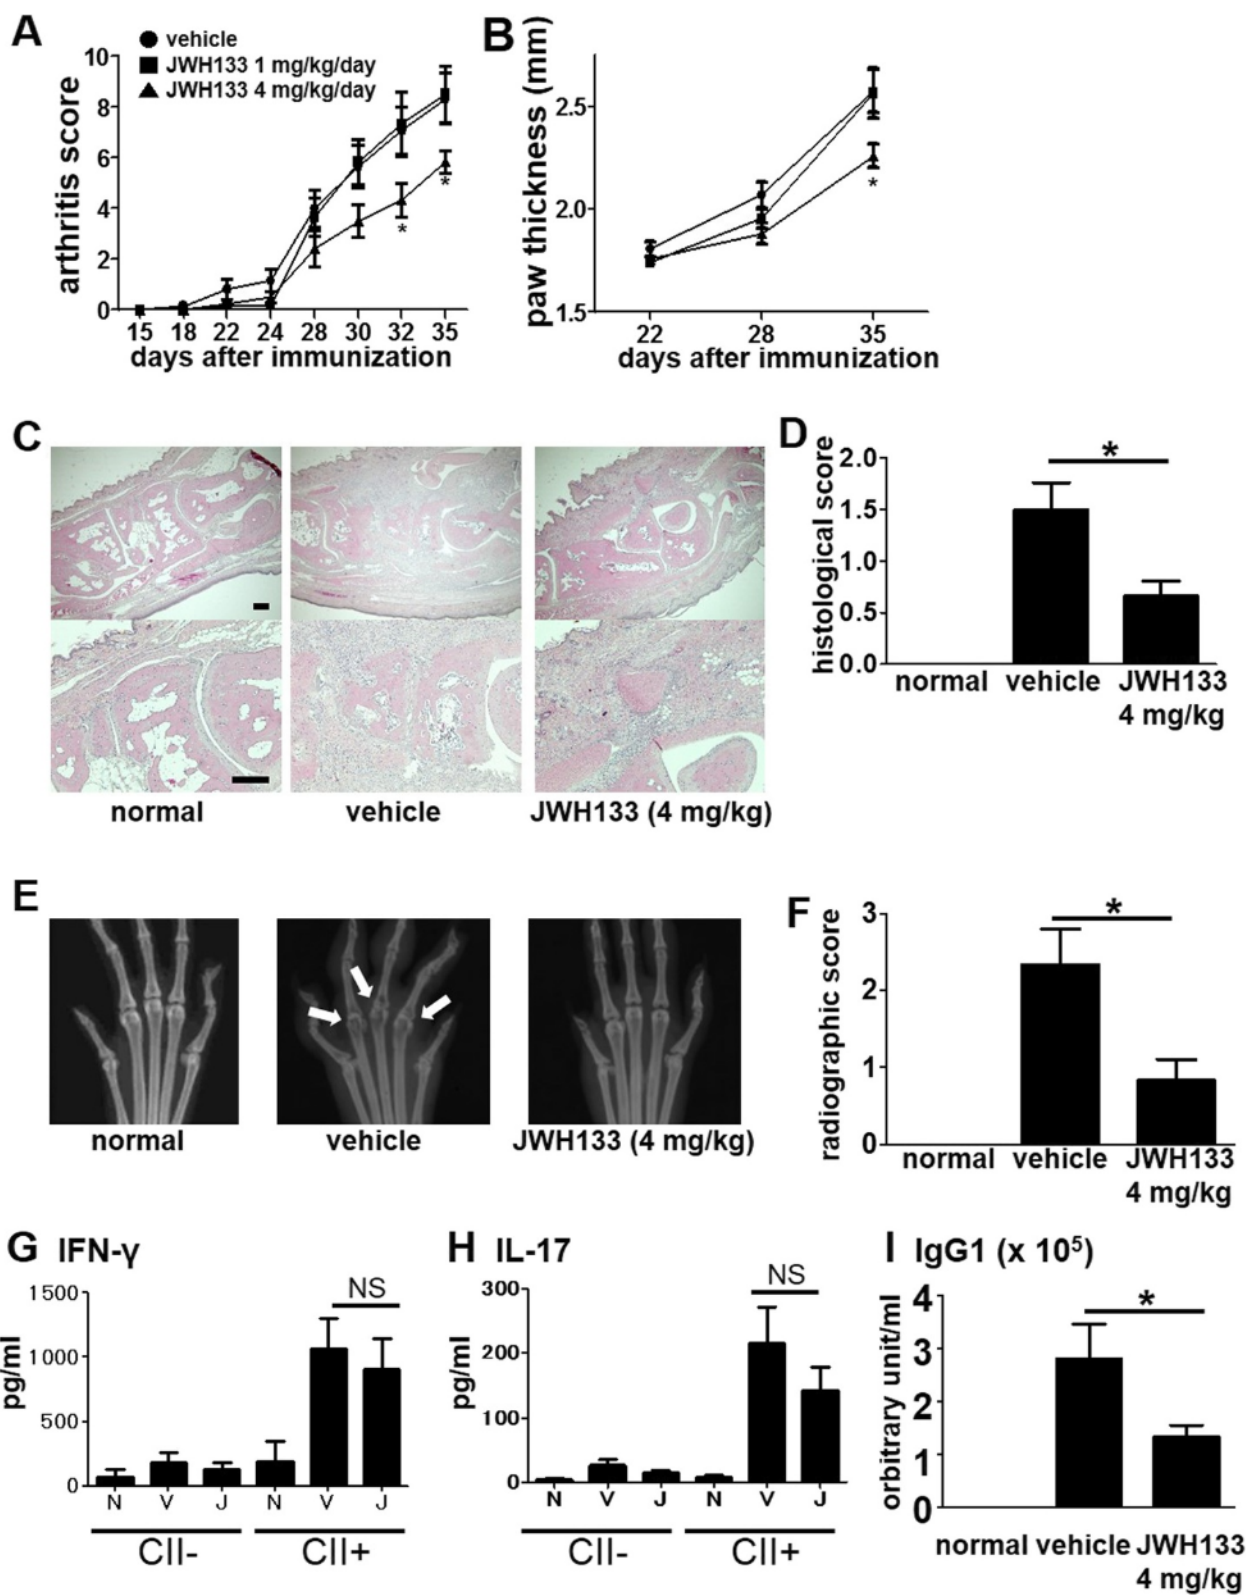 A
vehicle
JWH133 1 mg/kg/day
JWH133 4 mg/kg/day
arthritis score
10
8
6
4
2
0
*
*
15 18 22 24 28 30 32 35
days after immunization
B
paw thickness (mm)
2.5
2.0
1.5
*
22 28 35
days after immunization
C
normal vehicle JWH133 (4 mg/kg)
D
histological score
2.0
1.5
1.0
0.5
0.0
*
normal vehicle JWH133
4 mg/kg
E
normal vehicle JWH133 (4 mg/kg)
F
radiographic score
3
2
1
0
*
normal vehicle JWH133
4 mg/kg
G IFN-γ
pg/ml
1500
1000
500
0
NS
N V J N V J
CII- CII+
H IL-17
pg/ml
300
200
100
0
NS
N V J N V J
CII- CII+
I IgG1 (x 10⁵)
orbitrary unit/ml
4
3
2
1
0
*
normal vehicle JWH133
4 mg/kg